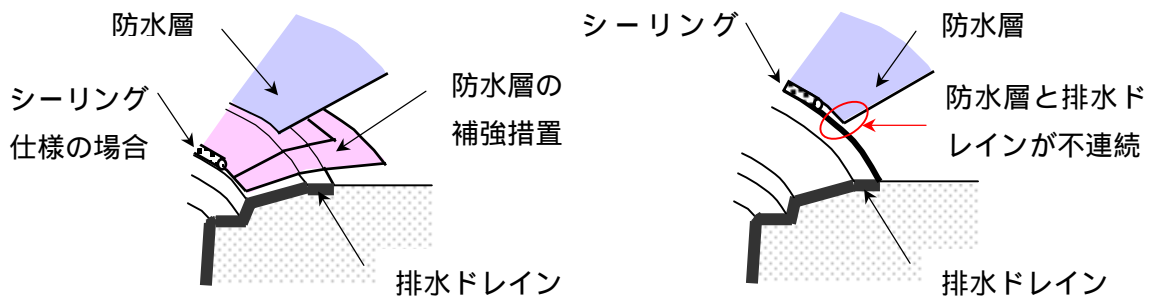 防水層
シーリング
仕様の場合
防水層の
補強措置
排水ドレイン
シーリング
防水層
防水層と排水ド
レインが不連続
排水ドレイン